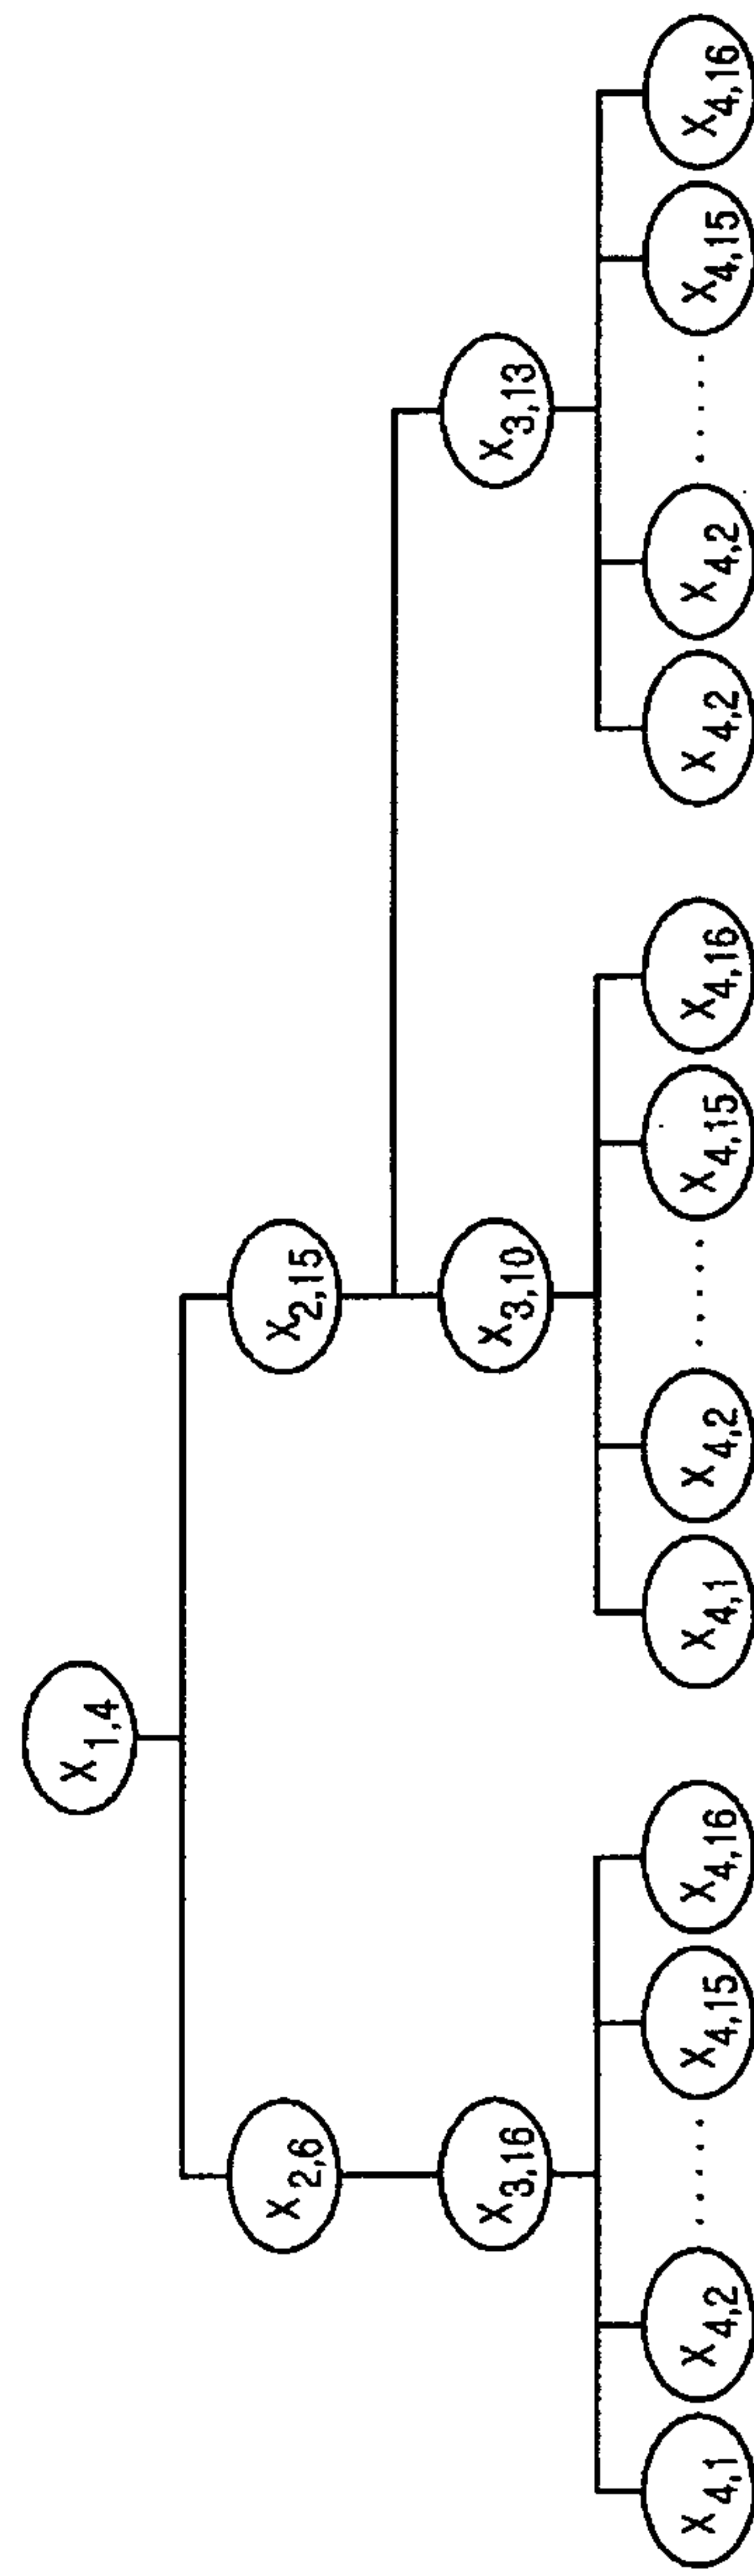 X1,4
X2,6 X2,15
X3,16 X3,10 X3,13
X4,1 X4,2 ...... X4,15 X4,16 X4,1 X4,2 ...... X4,15 X4,16 X4,2 X4,2 ...... X4,15 X4,16